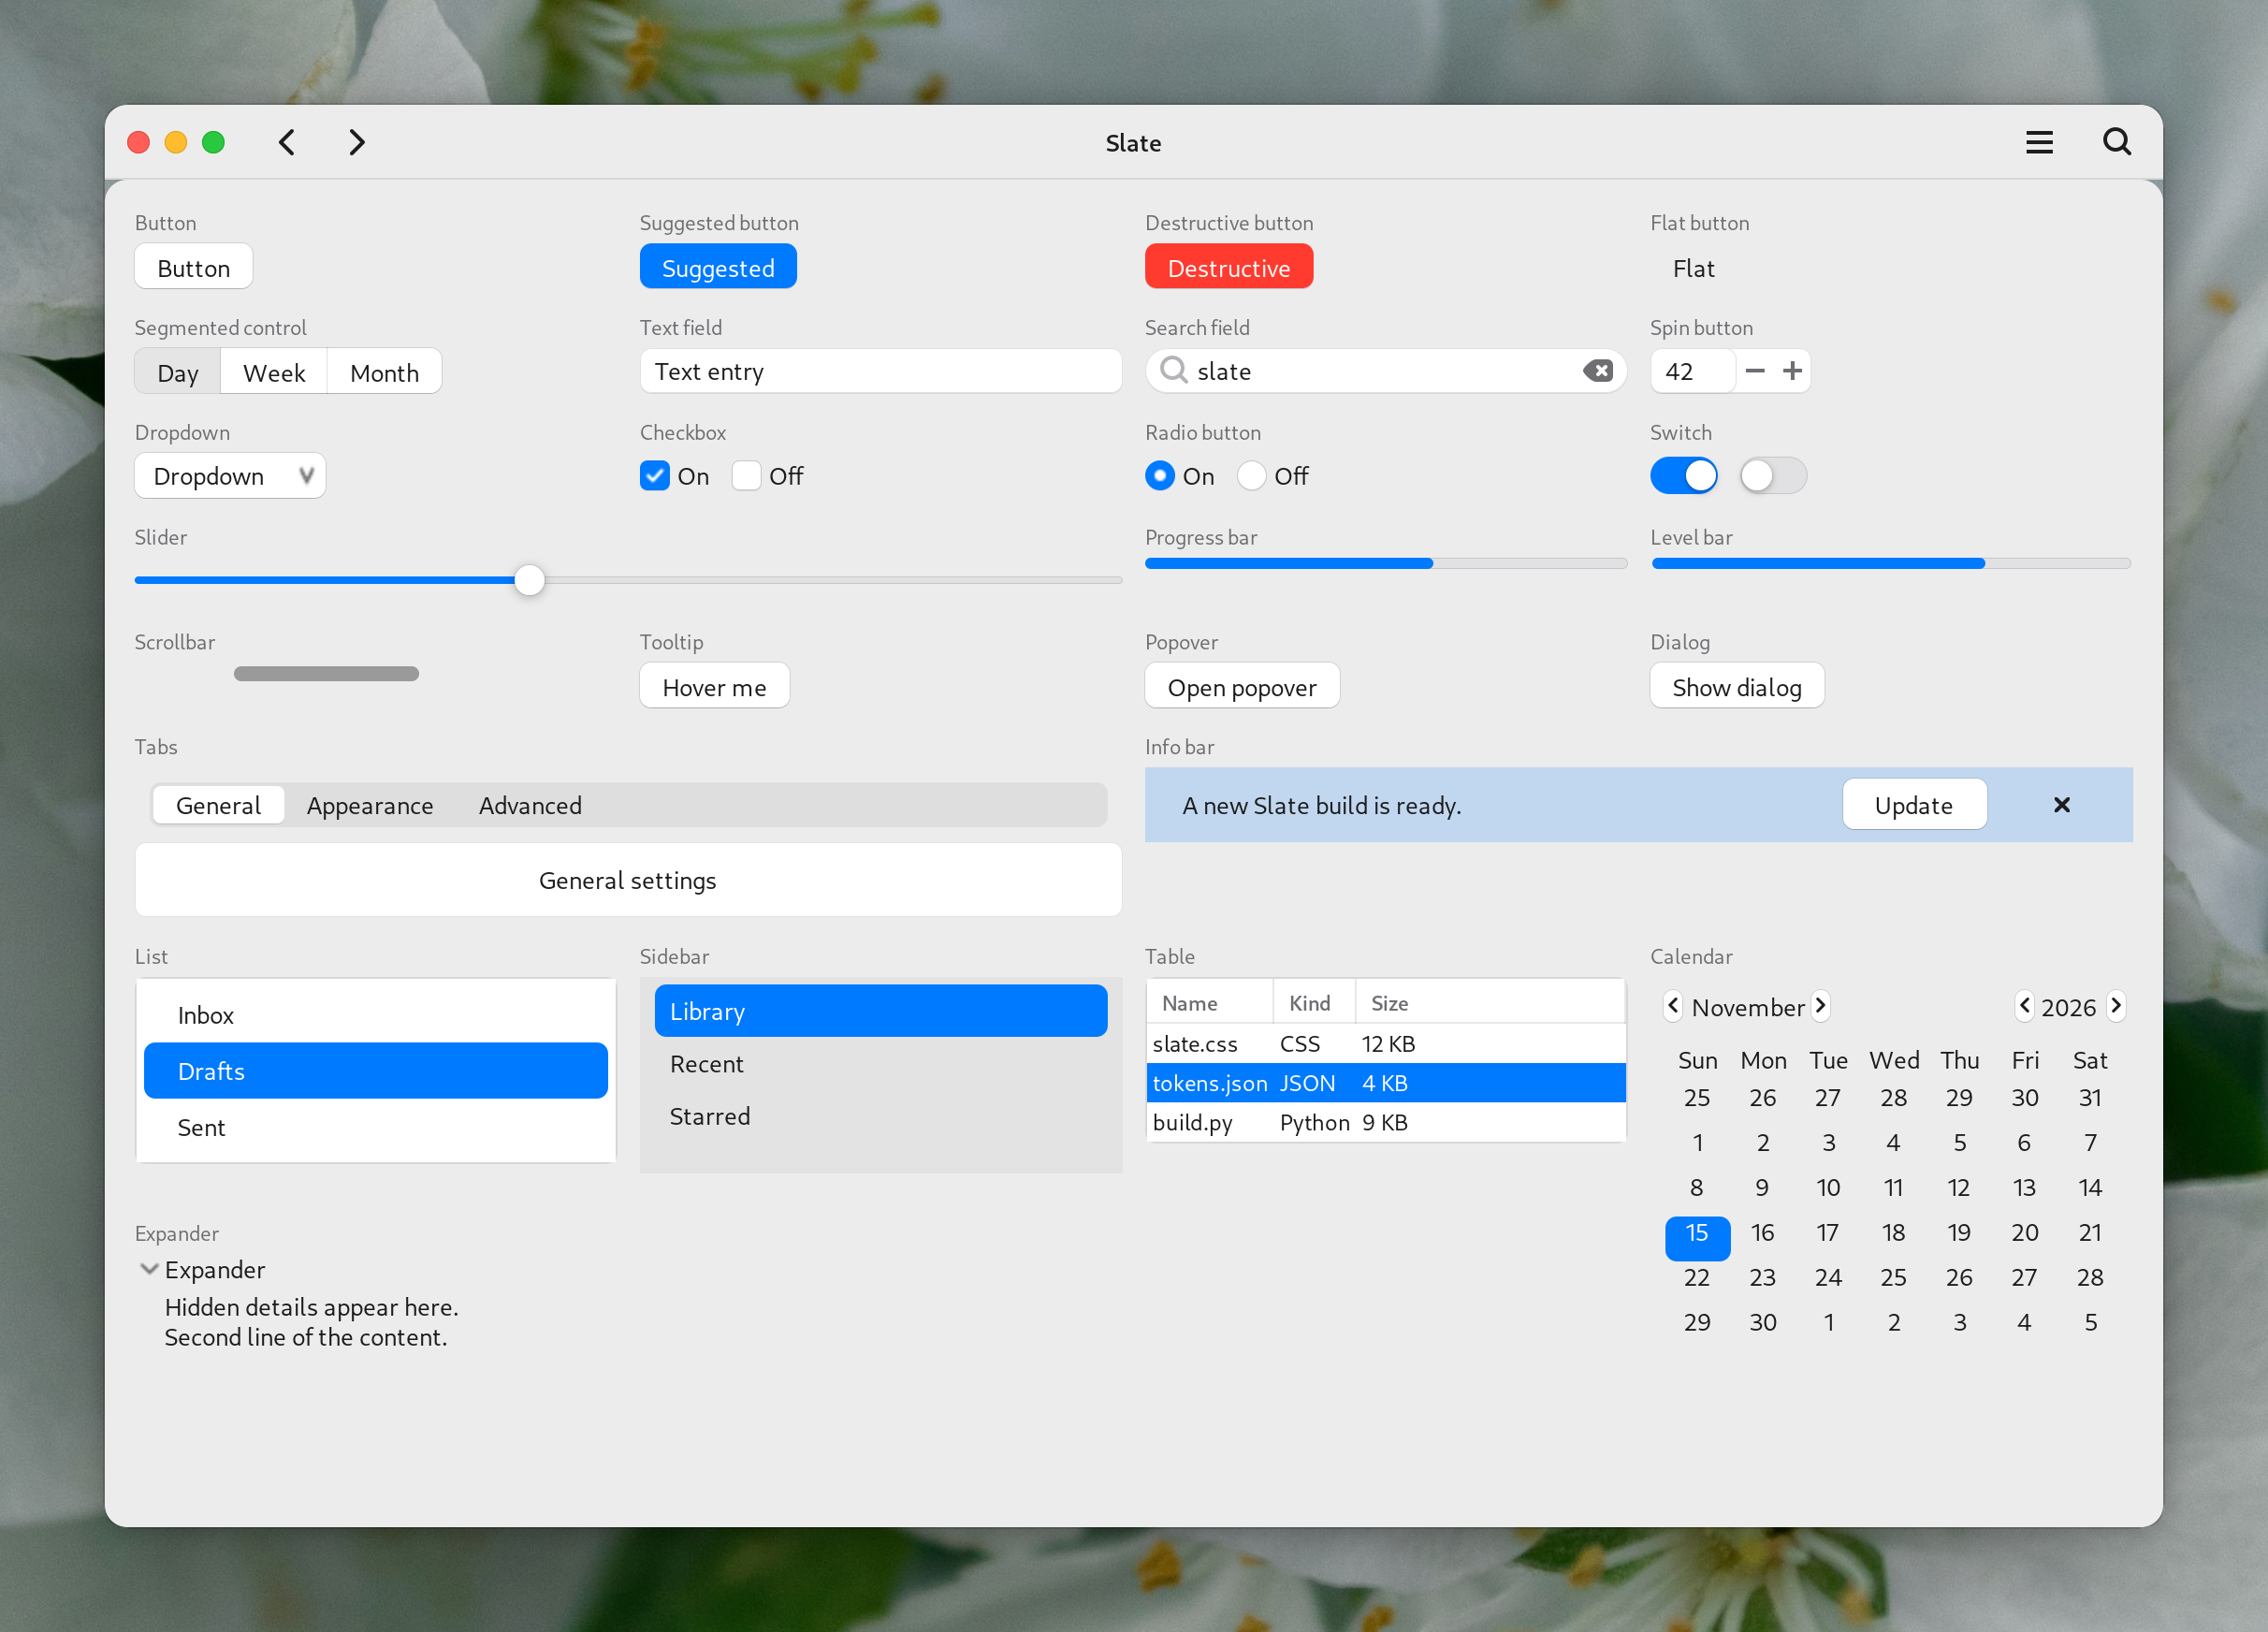 Slate
Button
Suggested button
Destructive button
Flat button
Button
Suggested
Destructive
Flat
Segmented control
Text field
Search field
Spin button
Day Week Month
Text entry
slate
42
Dropdown
Checkbox
Radio button
Switch
Dropdown
On Off
On Off
Slider
Progress bar
Level bar
Scrollbar
Tooltip
Popover
Dialog
Hover me
Open popover
Show dialog
Tabs
Info bar
General Appearance Advanced
A new Slate build is ready.
Update
General settings
List
Sidebar
Table
Calendar
Inbox
Drafts
Sent
Library
Recent
Starred
Name Kind Size
slate.css CSS 12 KB
tokens.json JSON 4 KB
build.py Python 9 KB
November 2026
Sun Mon Tue Wed Thu Fri Sat
25 26 27 28 29 30 31
1 2 3 4 5 6 7
8 9 10 11 12 13 14
15 16 17 18 19 20 21
22 23 24 25 26 27 28
29 30 1 2 3 4 5
Expander
Expander
Hidden details appear here.
Second line of the content.